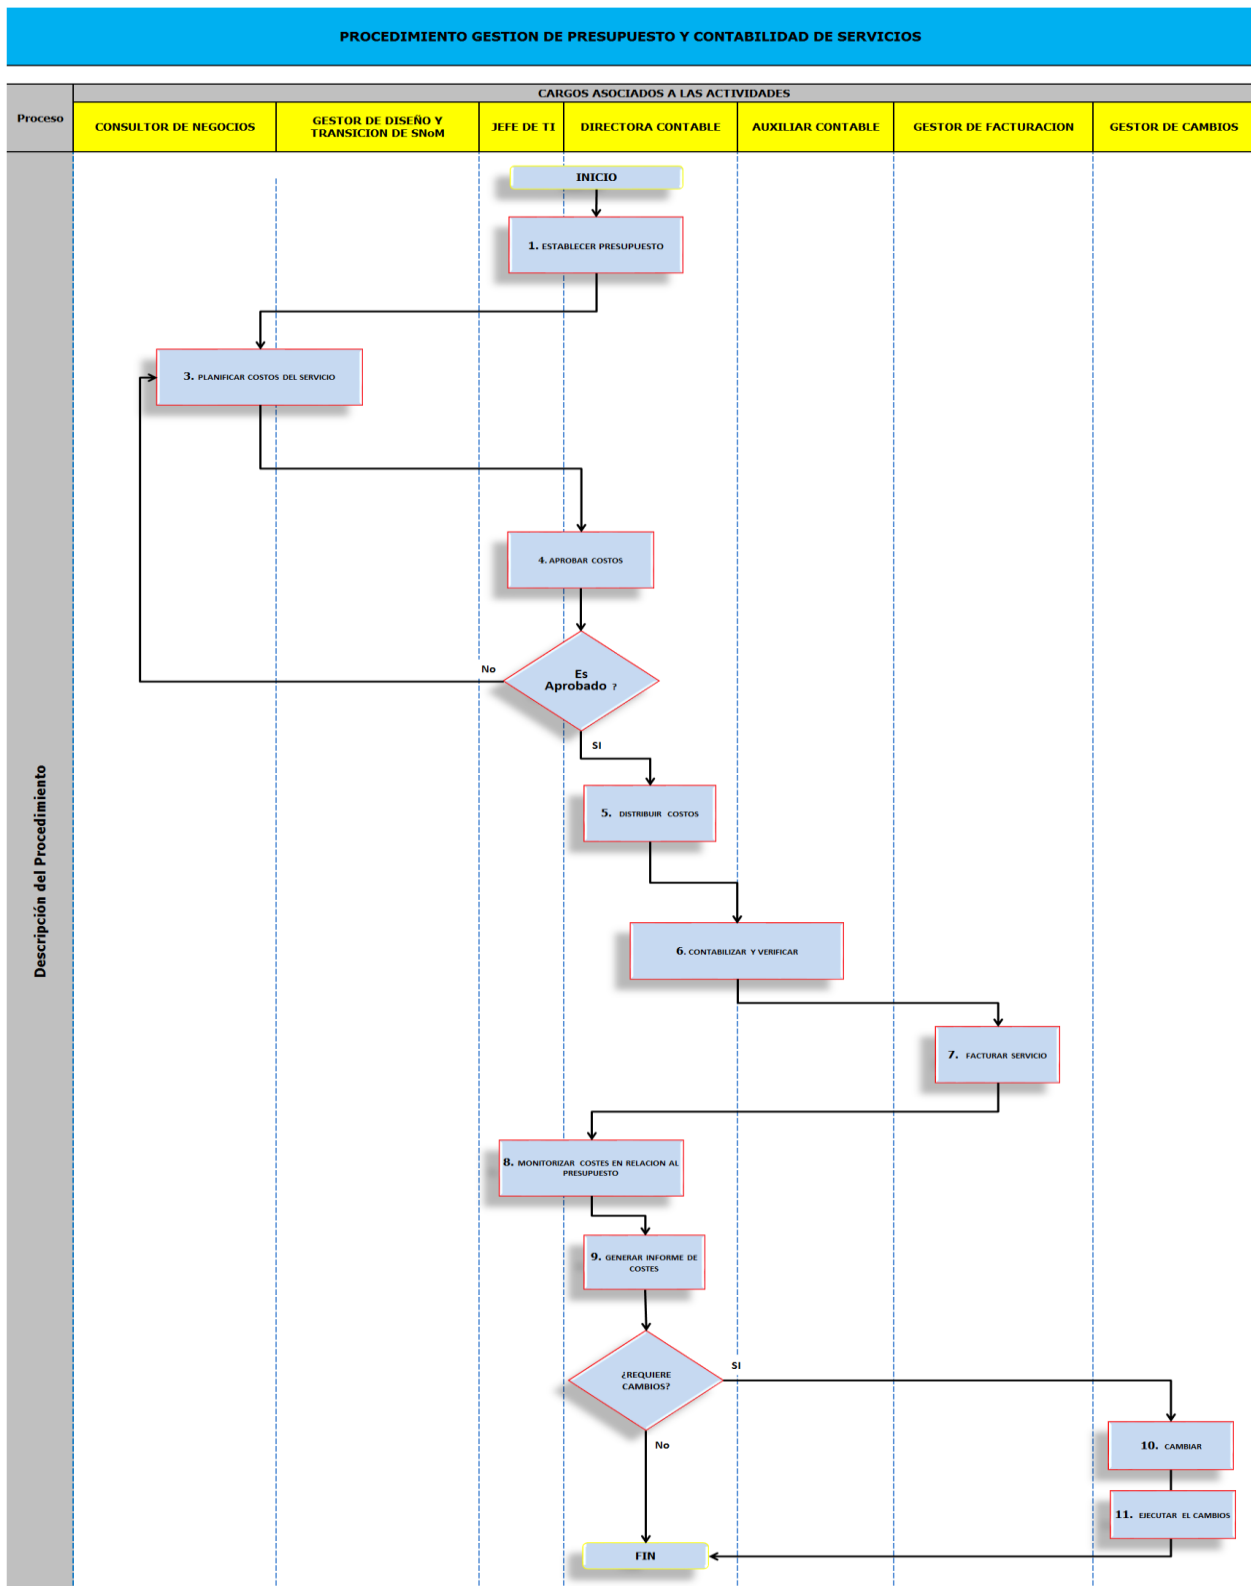 PROCEDIMIENTO GESTION DE PRESUPUESTO Y CONTABILIDAD DE SERVICIOS
Proceso
CARGOS ASOCIADOS A LAS ACTIVIDADES
CONSULTOR DE NEGOCIOS
GESTOR DE DISEÑO Y
TRANSICION DE SNoM
JEFE DE TI
DIRECTORA CONTABLE
AUXILIAR CONTABLE
GESTOR DE FACTURACION
GESTOR DE CAMBIOS
Descripción del Procedimiento
INICIO
1. ESTABLECER PRESUPUESTO
3. PLANIFICAR COSTOS DEL SERVICIO
4. APROBAR COSTOS
Es
Aprobado ?
No
SI
5. DISTRIBUIR COSTOS
6. CONTABILIZAR Y VERIFICAR
7. FACTURAR SERVICIO
8. MONITORIZAR COSTES EN RELACION AL
PRESUPUESTO
9. GENERAR INFORME DE
COSTES
¿REQUIERE
CAMBIOS?
SI
No
10. CAMBIAR
11. EJECUTAR EL CAMBIOS
FIN